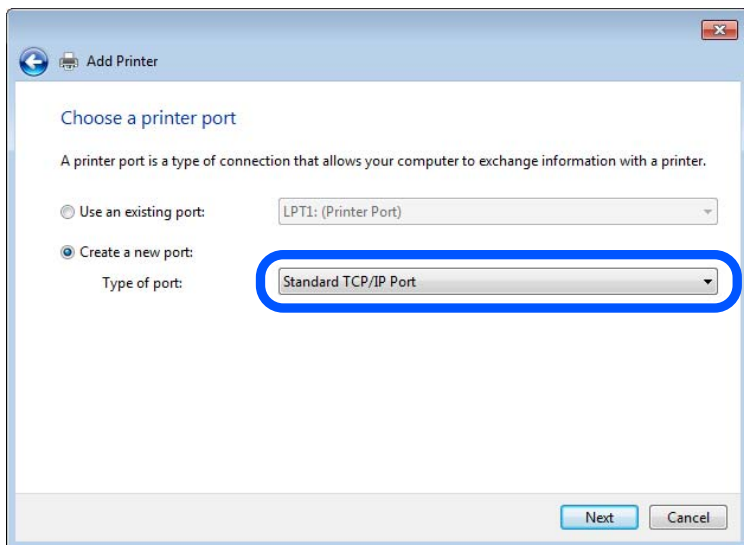 Add Printer
Choose a printer port
A printer port is a type of connection that allows your computer to exchange information with a printer.
Use an existing port: LPT1: (Printer Port)
Create a new port:
Type of port: Standard TCP/IP Port
Next Cancel